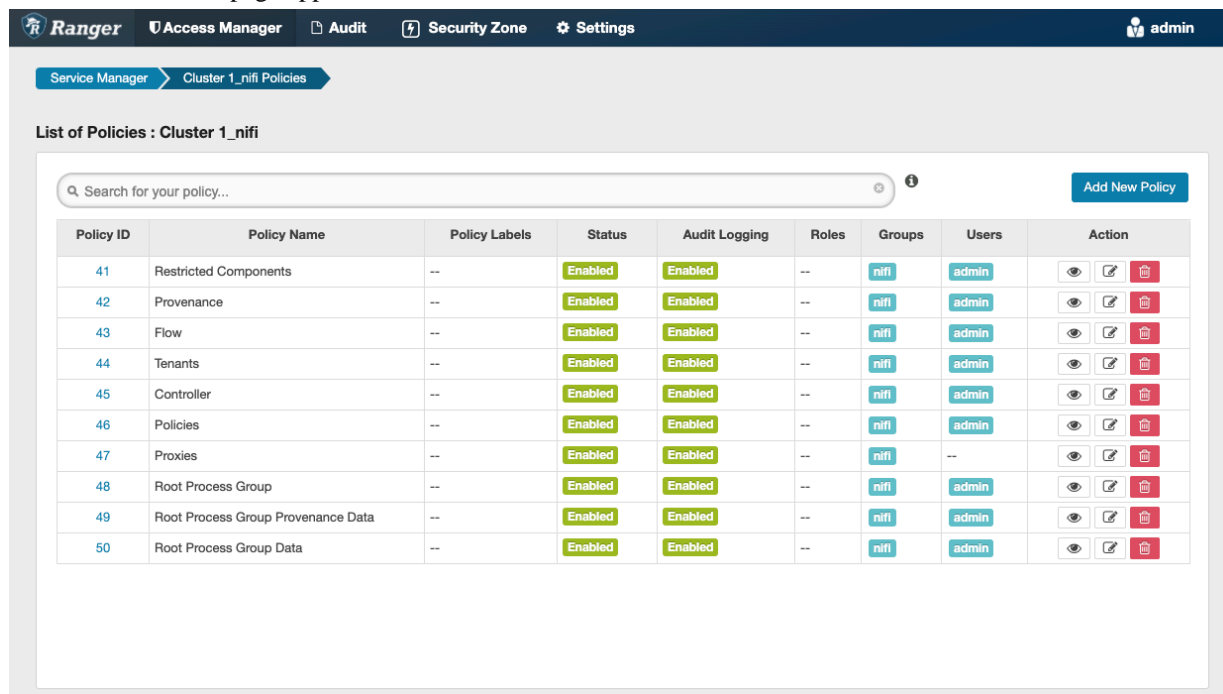 Ranger Access Manager Audit Security Zone Settings admin
Service Manager Cluster 1_nifi Policies
List of Policies : Cluster 1_nifi
Search for your policy... Add New Policy
Policy ID Policy Name Policy Labels Status Audit Logging Roles Groups Users Action
41 Restricted Components -- Enabled Enabled -- nifi admin
42 Provenance -- Enabled Enabled -- nifi admin
43 Flow -- Enabled Enabled -- nifi admin
44 Tenants -- Enabled Enabled -- nifi admin
45 Controller -- Enabled Enabled -- nifi admin
46 Policies -- Enabled Enabled -- nifi admin
47 Proxies -- Enabled Enabled -- nifi --
48 Root Process Group -- Enabled Enabled -- nifi admin
49 Root Process Group Provenance Data -- Enabled Enabled -- nifi admin
50 Root Process Group Data -- Enabled Enabled -- nifi admin